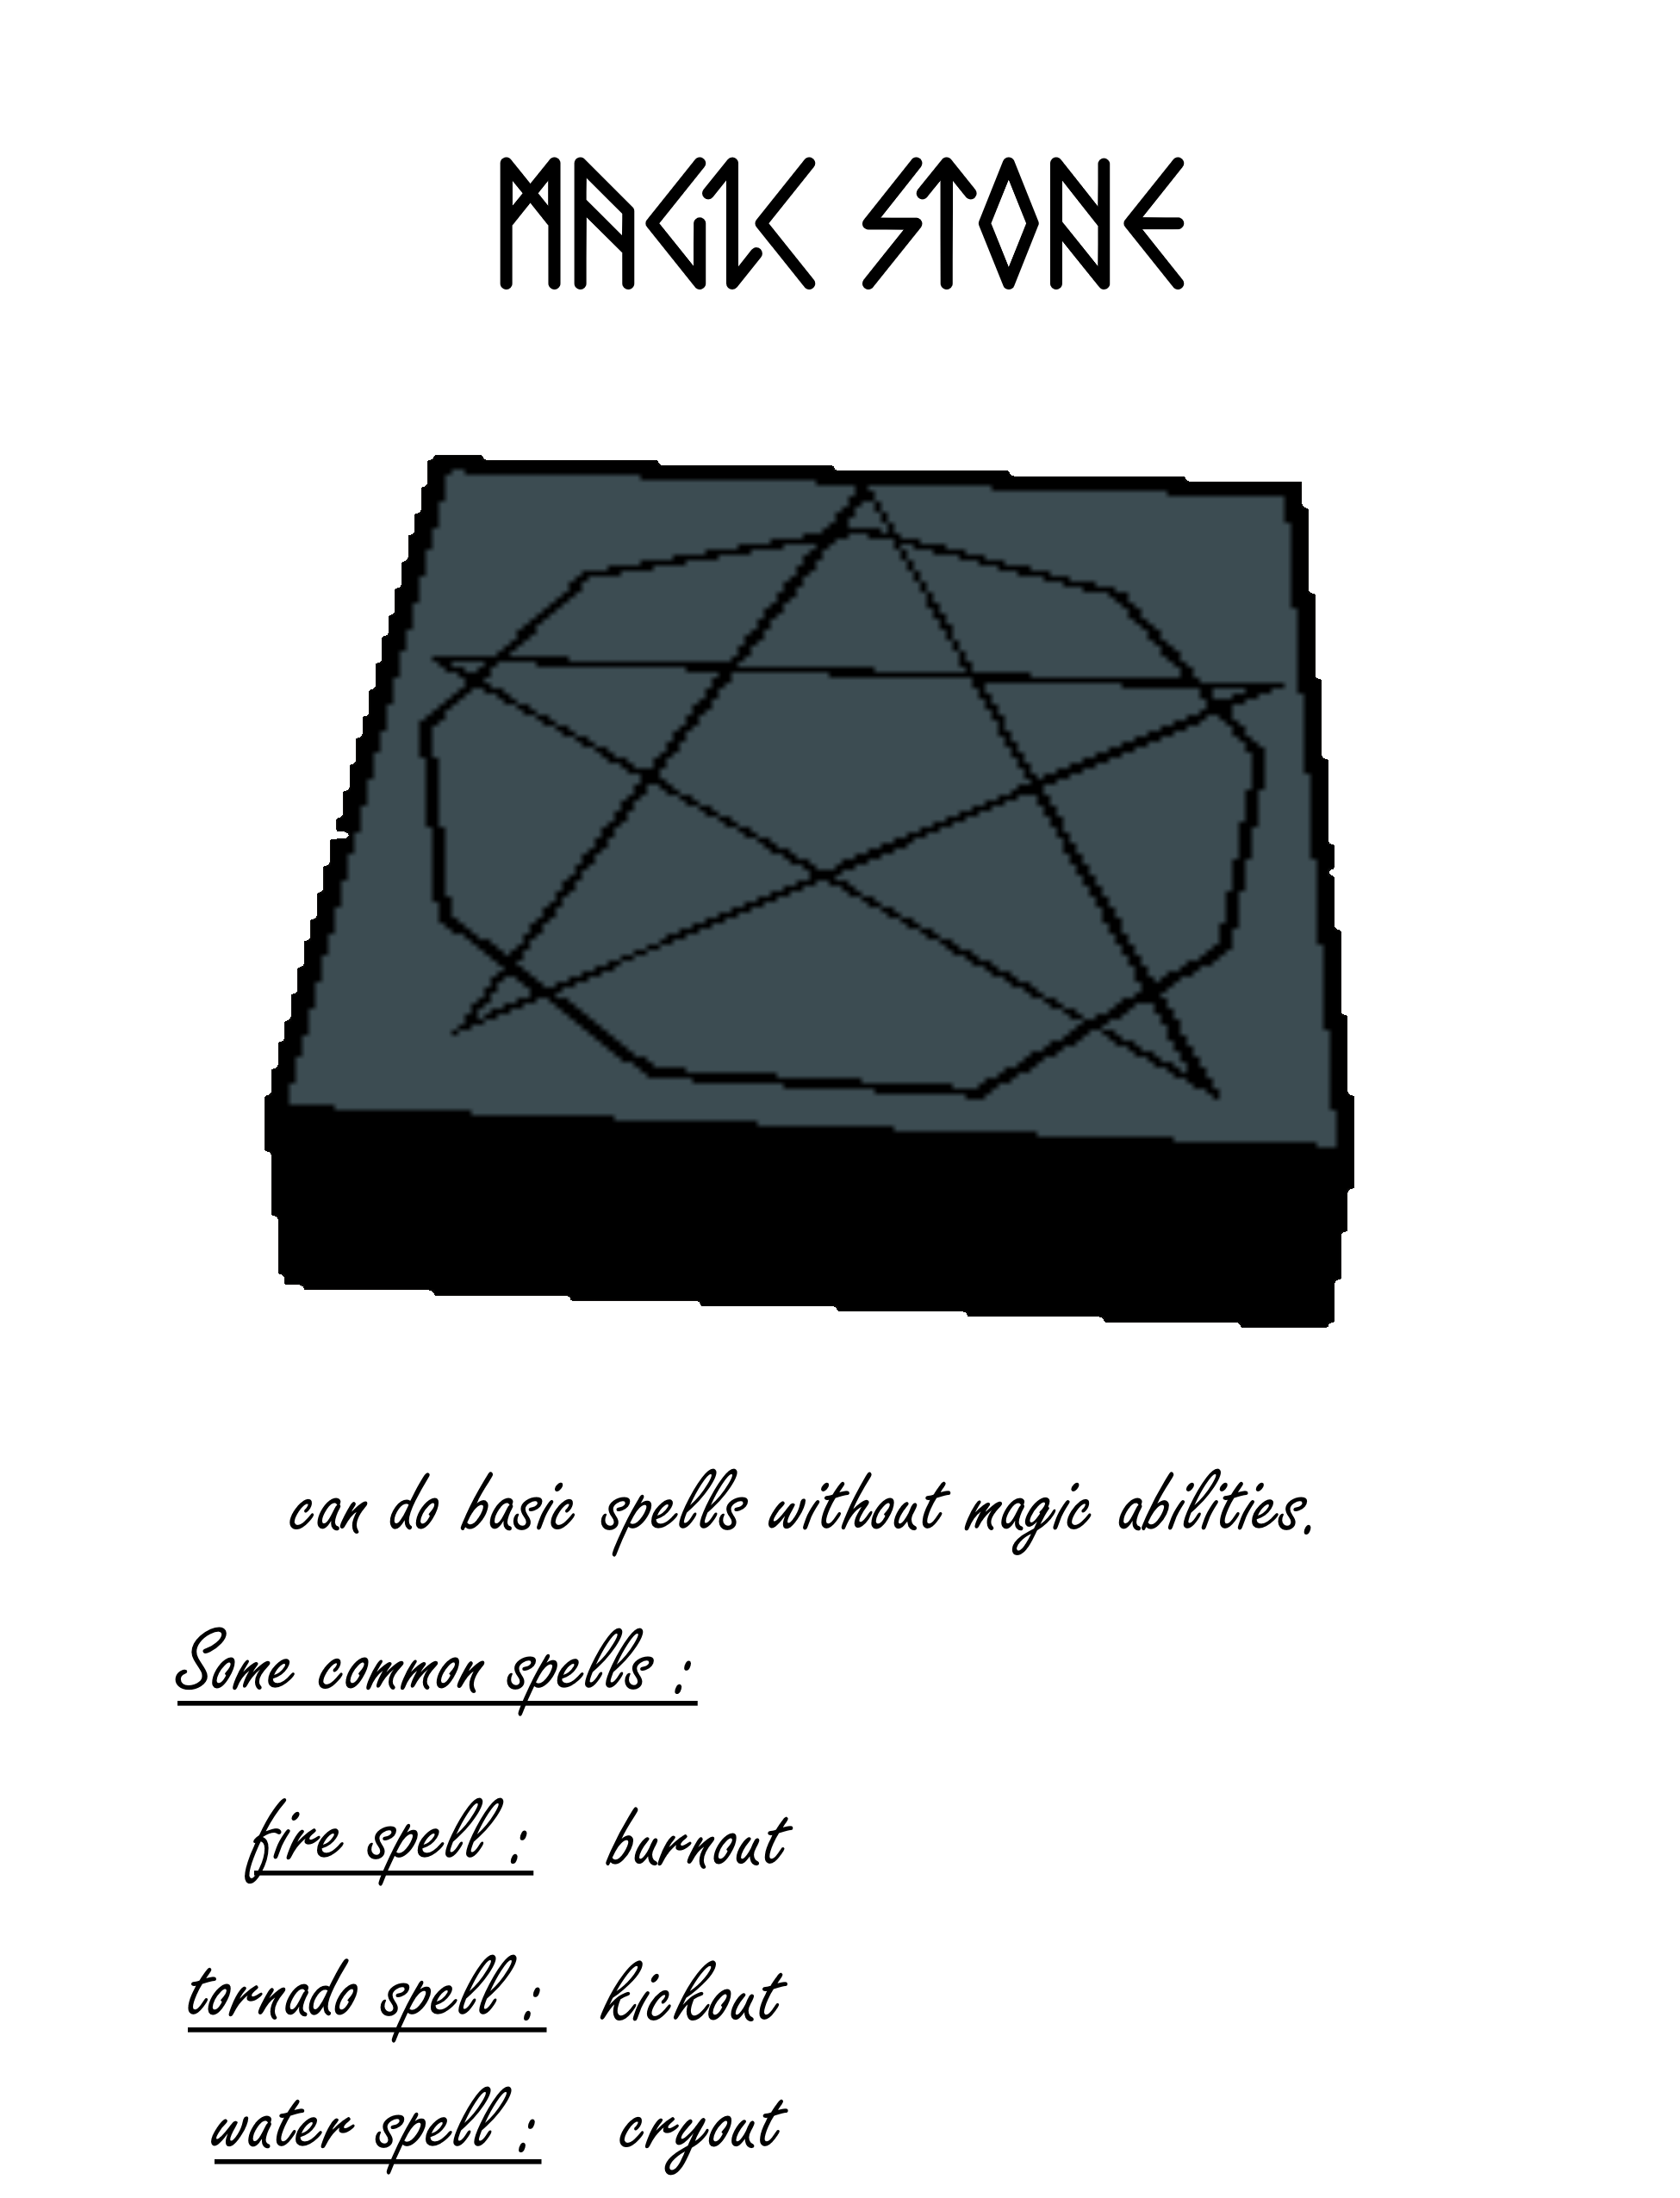 MAGIC STONE
can do basic spells without magic abilities.
Some common spells :
fire spell : burnout
tornado spell : kickout
water spell : cryout